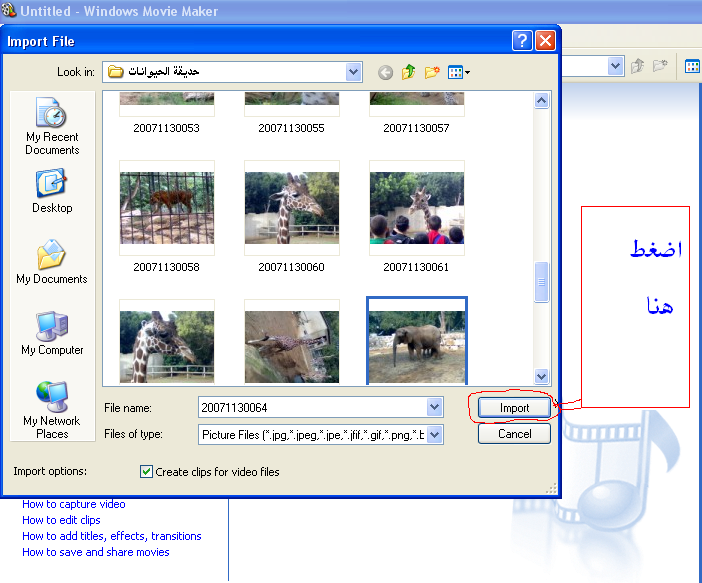 Untitled - Windows Movie Maker
Import File
Look in:
حديقة الحيوانات
My Recent
Documents
Desktop
My Documents
My Computer
My Network
Places
20071130053
20071130055
20071130057
20071130058
20071130060
20071130061
اضغط
هنا
File name:
20071130064
Import
Files of type:
Picture Files (*.jpg,*.jpeg,*.jpe,*.jfif,*.gif,*.png,*.b
Cancel
Import options:
Create clips for video files
How to capture video
How to edit clips
How to add titles, effects, transitions
How to save and share movies